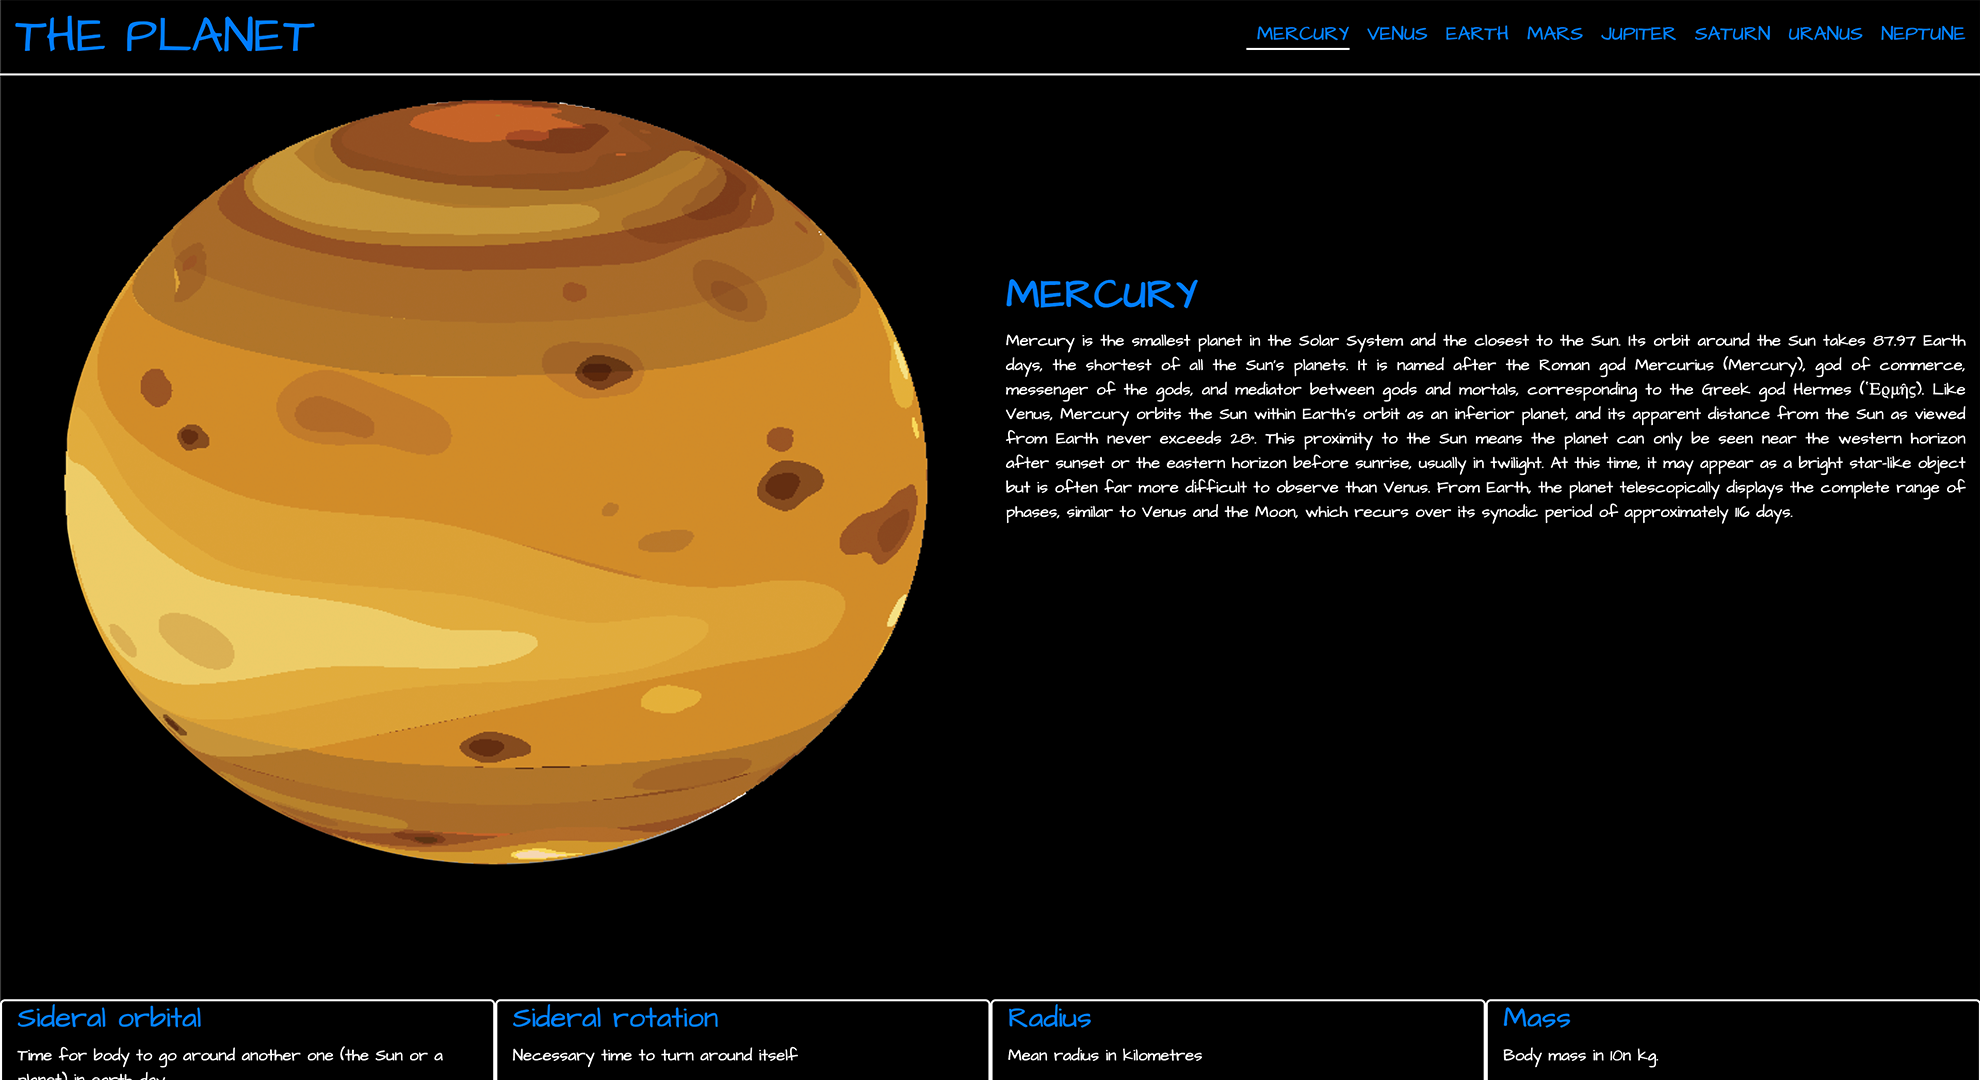 THE PLANET
MERCURY VENUS EARTH MARS JUPITER SATURN URANUS NEPTUNE
MERCURY
Mercury is the smallest planet in the Solar System and the closest to the Sun. Its orbit around the Sun takes 87.97 Earth
days, the shortest of all the Sun's planets. It is named after the Roman god Mercurius (Mercury), god of commerce,
messenger of the gods, and mediator between gods and mortals, corresponding to the Greek god Hermes (Ἑρμῆς). Like
Venus, Mercury orbits the Sun within Earth's orbit as an inferior planet, and its apparent distance from the Sun as viewed
from Earth never exceeds 28°. This proximity to the Sun means the planet can only be seen near the western horizon
after sunset or the eastern horizon before sunrise, usually in twilight. At this time, it may appear as a bright star-like object
but is often far more difficult to observe than Venus. From Earth, the planet telescopically displays the complete range of
phases, similar to Venus and the Moon, which recurs over its synodic period of approximately 116 days.
Sideral orbital
Time for body to go around another one (the Sun or a
planet) in earth day
Sideral rotation
Necessary time to turn around itself
Radius
Mean radius in kilometres
Mass
Body mass in 10n kg.